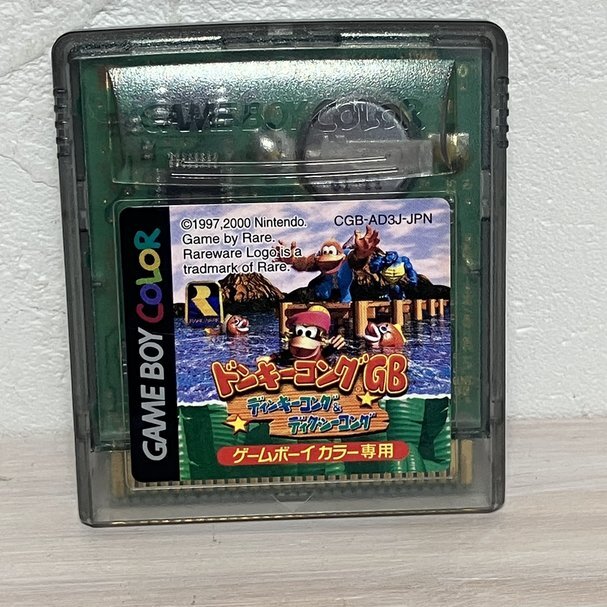 GAME BOY COLOR
©1997,2000 Nintendo.
Game by Rare.
Rareware Logo is a
trademark of Rare.
CGB-AD3J-JPN
GAME BOY COLOR
ドンキーコングGB
ディンキーコング&
ディクシーコング
ゲームボーイカラー専用